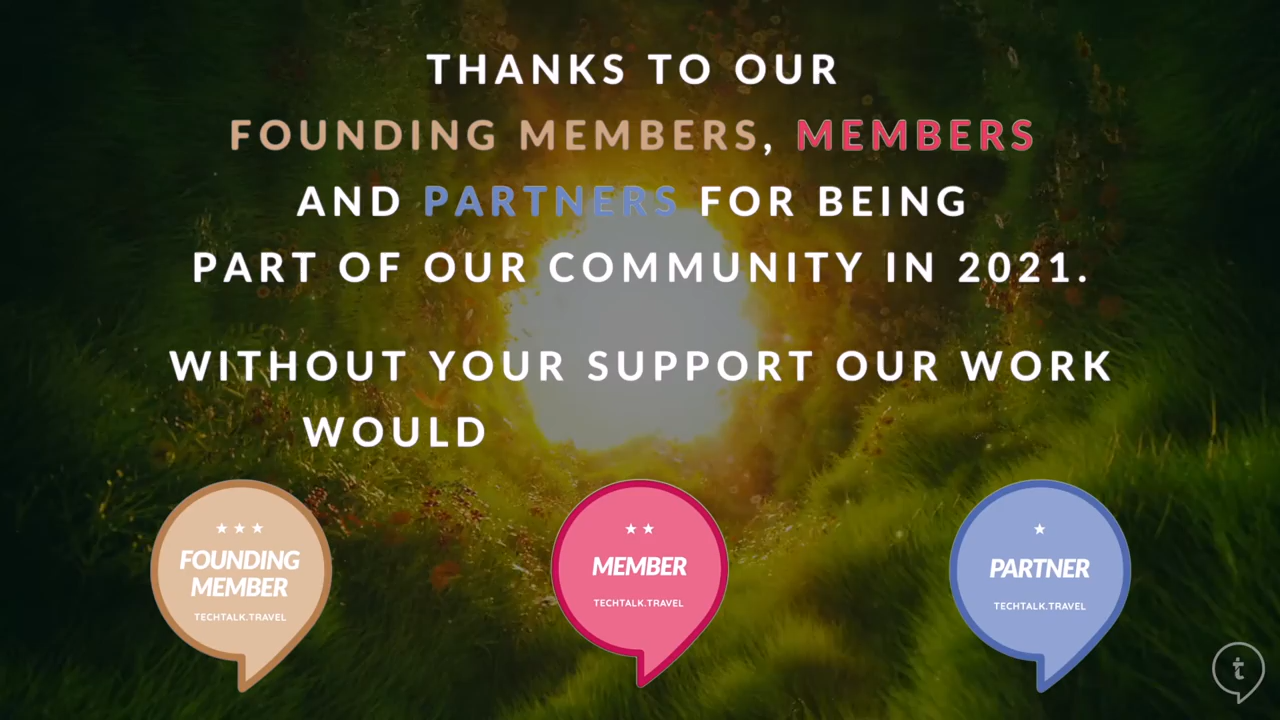 THANKS TO OUR
FOUNDING MEMBERS, MEMBERS
AND PARTNERS FOR BEING
PART OF OUR COMMUNITY IN 2021.
WITHOUT YOUR SUPPORT OUR WORK
WOULD
FOUNDING
MEMBER
TECHTALK.TRAVEL
MEMBER
TECHTALK.TRAVEL
PARTNER
TECHTALK.TRAVEL
t